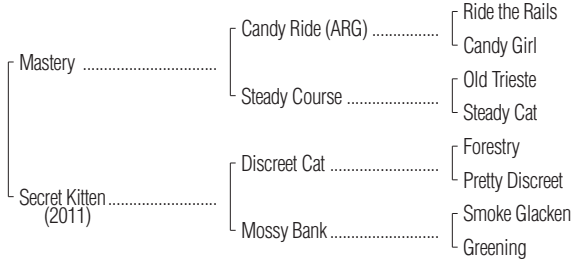 Ride the Rails
Candy Ride (ARG) ................
Candy Girl
Mastery ................................
Old Trieste
Steady Course ......................
Steady Cat
Forestry
Discreet Cat ..........................
Pretty Discreet
Secret Kitten ..........................
(2011)
Smoke Glacken
Mossy Bank ..........................
Greening